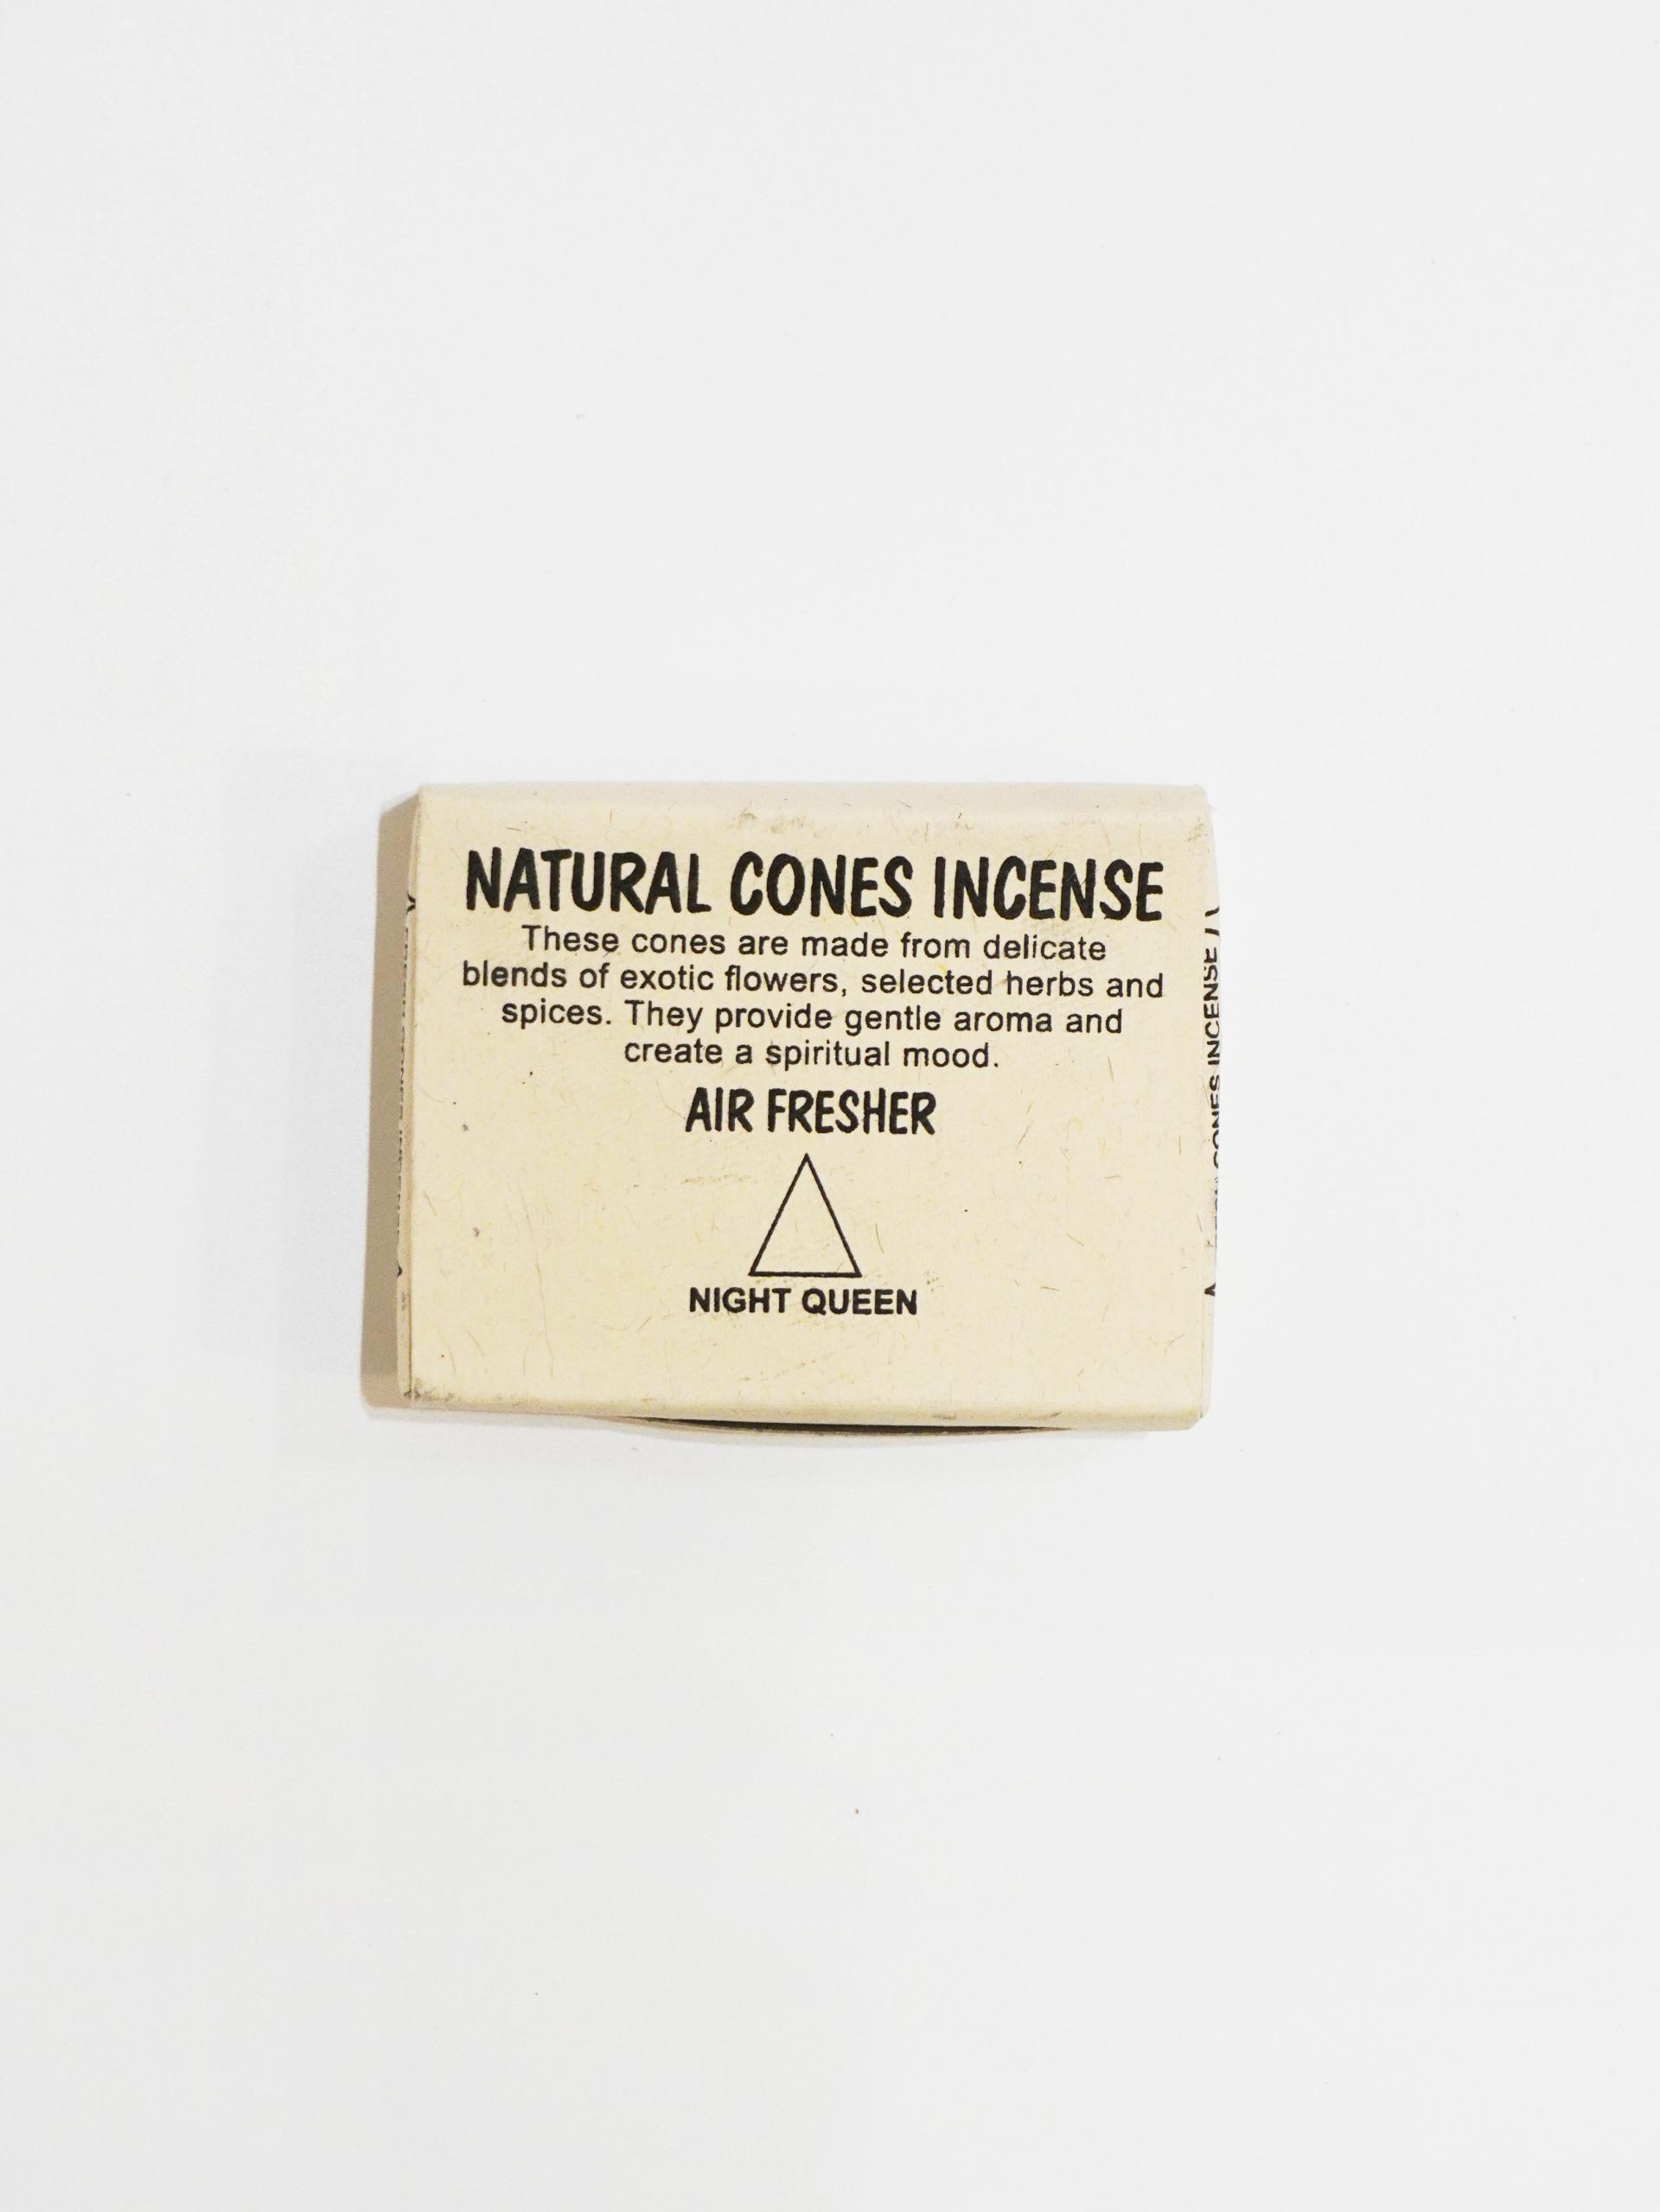 NATURAL CONES INCENSE
These cones are made from delicate
blends of exotic flowers, selected herbs and
spices. They provide gentle aroma and
create a spiritual mood.
AIR FRESHER
NIGHT QUEEN
CONES INCENSE